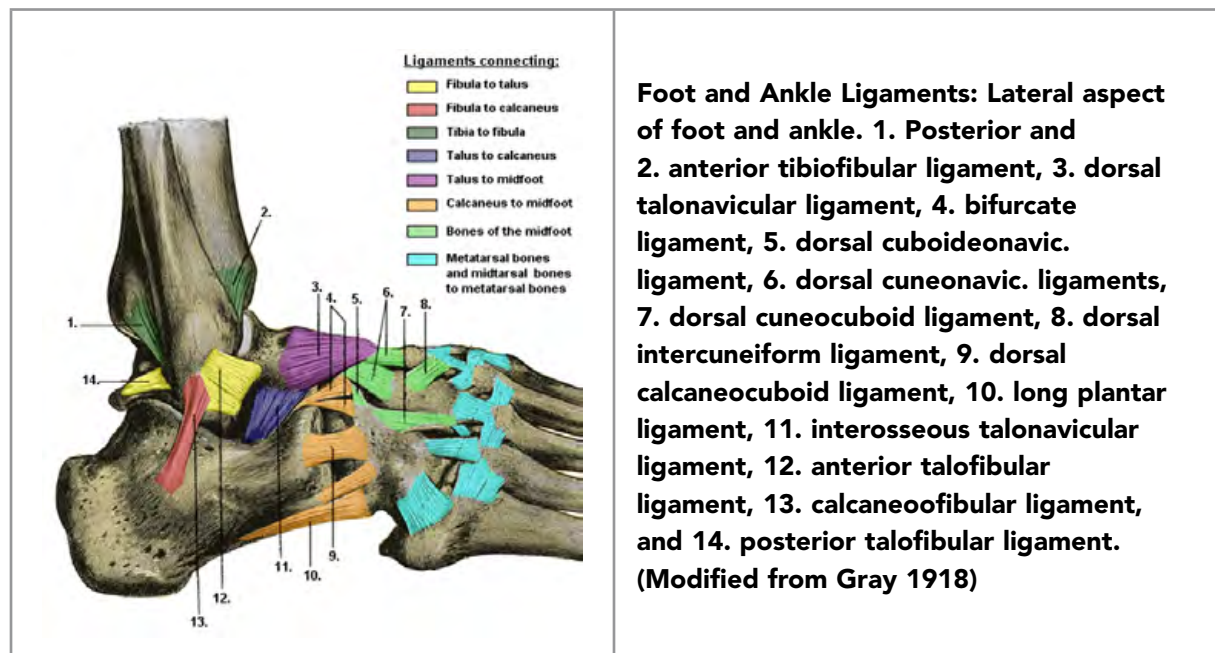 Ligaments connecting:
Fibula to talus
Fibula to calcaneus
Tibia to fibula
Talus to calcaneus
Talus to midfoot
Calcaneus to midfoot
Bones of the midfoot
Metatarsal bones
and midtarsal bones
to metatarsal bones
2.
3.
4.
5.
6.
7.
8.
1.
14.
9.
11.
10.
12.
13.
Foot and Ankle Ligaments: Lateral aspect
of foot and ankle. 1. Posterior and
2. anterior tibiofibular ligament, 3. dorsal
talonavicular ligament, 4. bifurcate
ligament, 5. dorsal cuboideonavic.
ligament, 6. dorsal cuneonavic. ligaments,
7. dorsal cuneocuboid ligament, 8. dorsal
intercuneiform ligament, 9. dorsal
calcaneocuboid ligament, 10. long plantar
ligament, 11. interosseous talonavicular
ligament, 12. anterior talofibular
ligament, 13. calcaneoofibular ligament,
and 14. posterior talofibular ligament.
(Modified from Gray 1918)